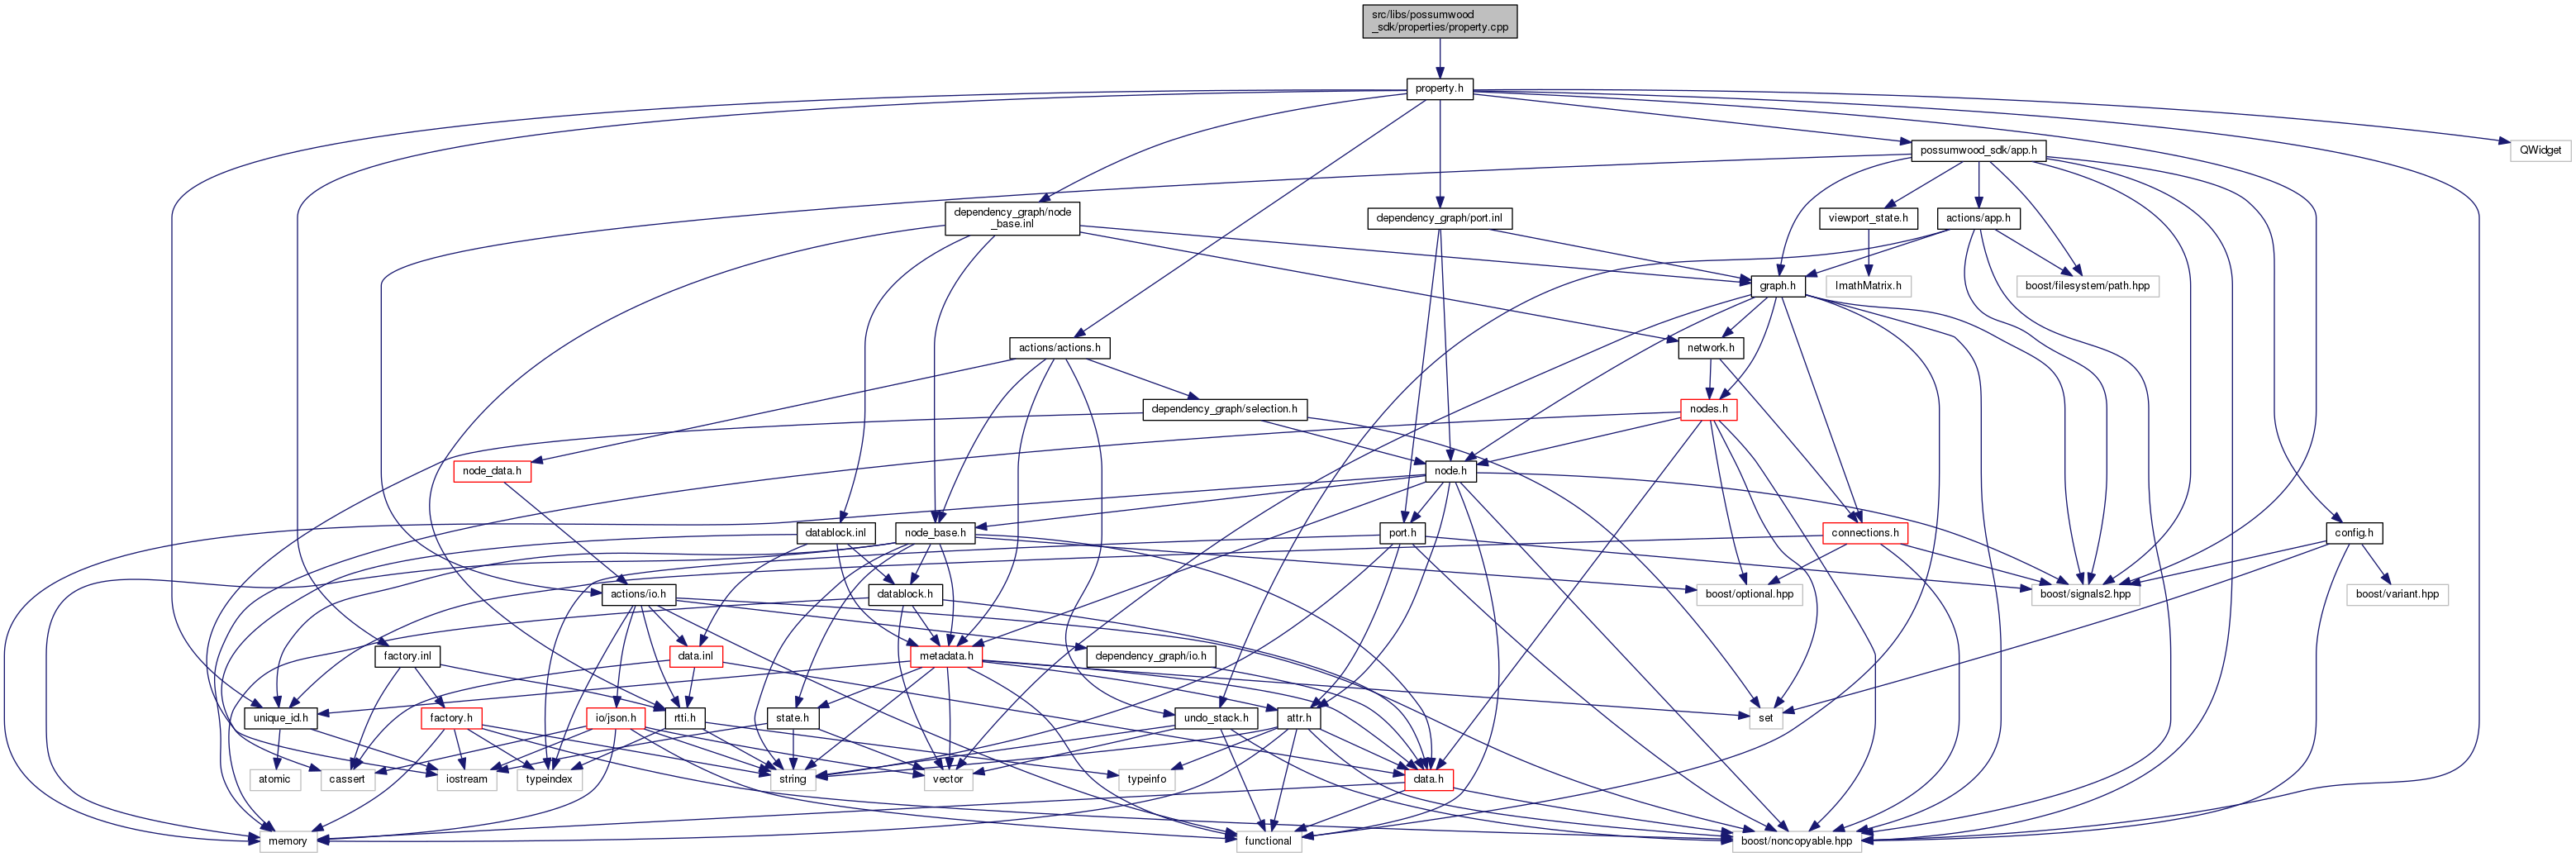 src/libs/possumwood
_sdk/properties/property.cpp
property.h
possumwood_sdk/app.h
QWidget
dependency_graph/node
_base.inl
dependency_graph/port.inl
viewport_state.h
actions/app.h
graph.h
ImathMatrix.h
boost/filesystem/path.hpp
actions/actions.h
network.h
dependency_graph/selection.h
nodes.h
node_data.h
node.h
datablock.inl
node_base.h
port.h
connections.h
config.h
actions/io.h
datablock.h
boost/optional.hpp
boost/signals2.hpp
boost/variant.hpp
factory.inl
data.inl
metadata.h
dependency_graph/io.h
unique_id.h
factory.h
io/json.h
rtti.h
state.h
undo_stack.h
attr.h
set
atomic
cassert
iostream
typeindex
typeinfo
string
vector
data.h
memory
functional
boost/noncopyable.hpp